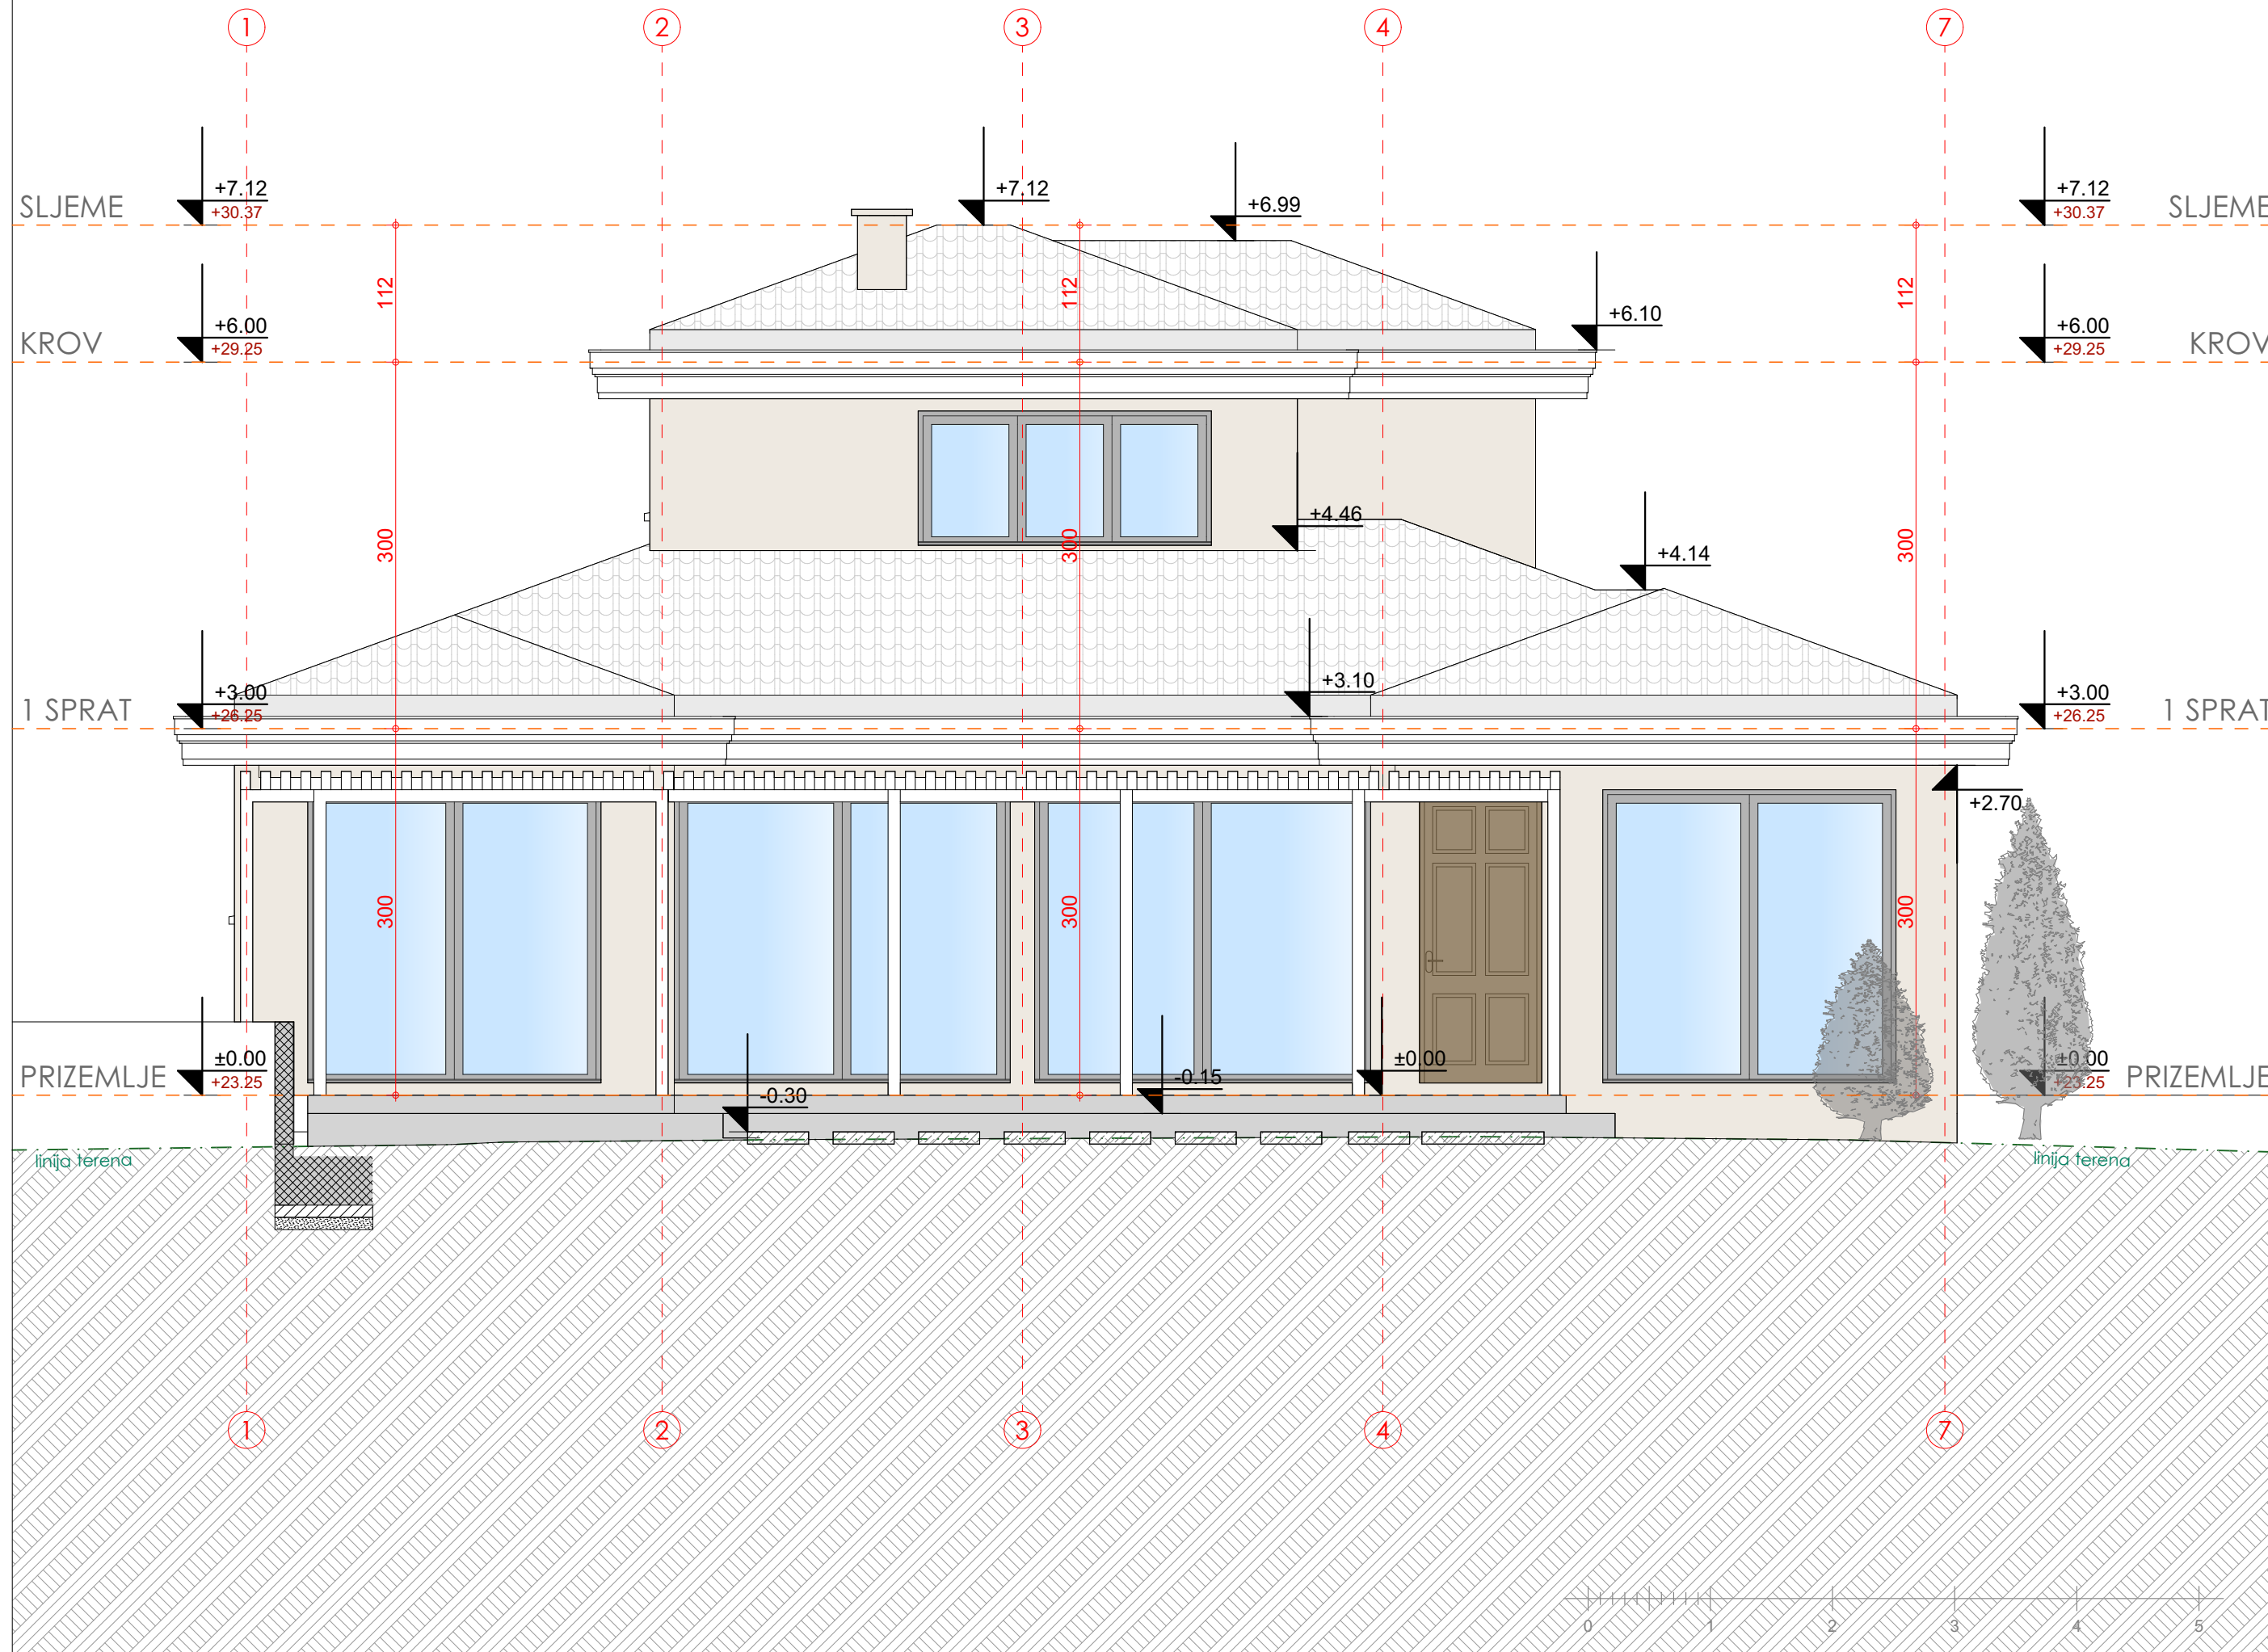 1 2 3 4 7
+7.12 +7.12 +6.99 +7.12
SLJEME +30.37 +30.37 SLJEME
112 112 112
+6.10
+6.00 +6.00
KROV +29.25 +29.25 KROV
+4.46
300 300 300
+4.14
+3.10
+3.00 +3.00
1 SPRAT +26.25 +26.25 1 SPRAT
+2.70
300 300 300
±0.00 ±0.00 ±0.00
PRIZEMLJE +23.25 -0.15 +23.25 PRIZEMLJE
-0.30
linija terena linija terena
1 2 3 4 7
0 1 2 3 4 5